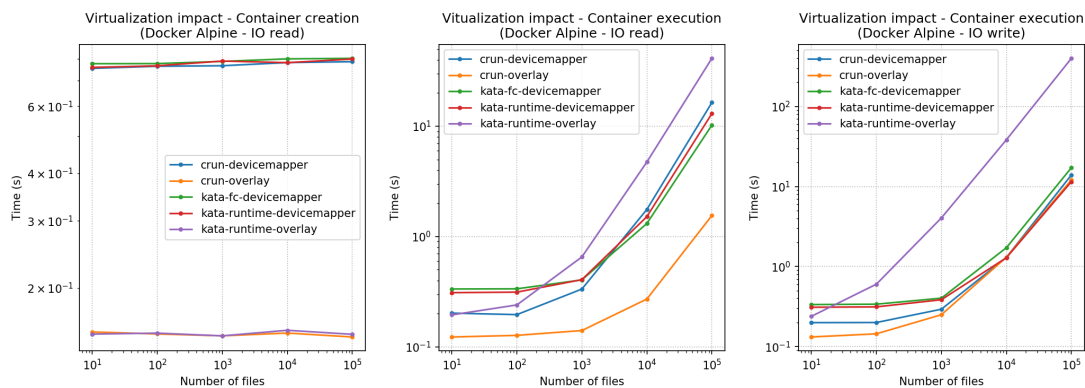 Virtualization impact - Container creation
(Docker Alpine - IO read)
6 × 10⁻¹
4 × 10⁻¹
3 × 10⁻¹
2 × 10⁻¹
Time (s)
crun-devicemapper
crun-overlay
kata-fc-devicemapper
kata-runtime-devicemapper
kata-runtime-overlay
10¹ 10² 10³ 10⁴ 10⁵
Number of files
Vitualization impact - Container execution
(Docker Alpine - IO read)
crun-devicemapper
crun-overlay
kata-fc-devicemapper
kata-runtime-devicemapper
kata-runtime-overlay
10¹
10⁰
10⁻¹
Time (s)
10¹ 10² 10³ 10⁴ 10⁵
Number of files
Virtualization impact - Container execution
(Docker Alpine - IO write)
crun-devicemapper
crun-overlay
kata-fc-devicemapper
kata-runtime-devicemapper
kata-runtime-overlay
10²
10¹
10⁰
10⁻¹
Time (s)
10¹ 10² 10³ 10⁴ 10⁵
Number of files